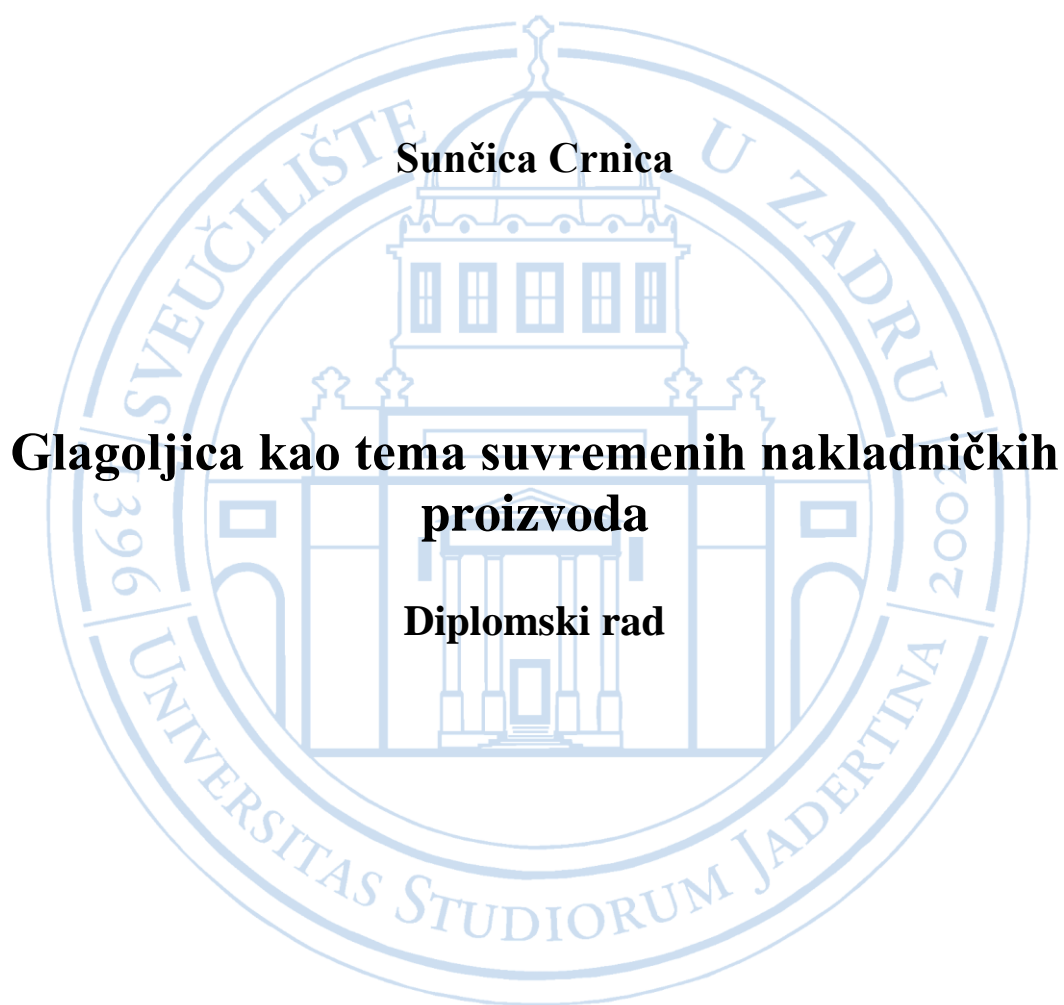 SVEUČILIŠTE U ZADRU
Sunčica Crnica
Glagoljica kao tema suvremenih nakladničkih
proizvoda
Diplomski rad
1396
2002
UNIVERSITAS STUDIORUM JADERTINA